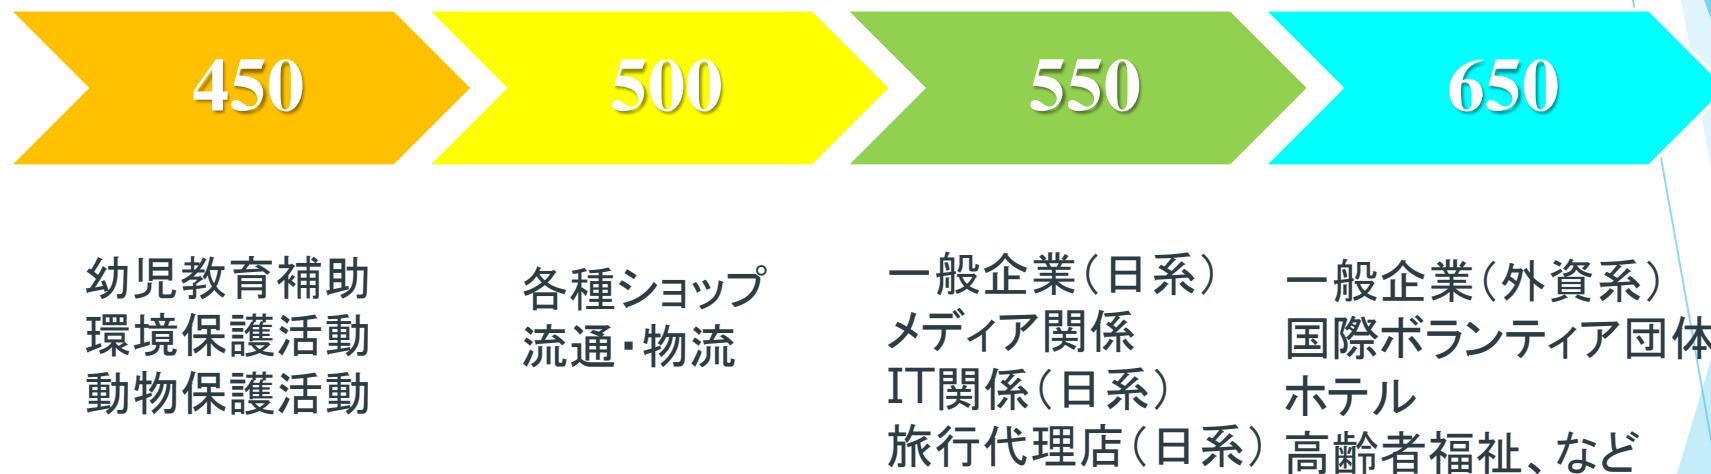 450
幼児教育補助
環境保護活動
動物保護活動
500
各種ショップ
流通・物流
550
一般企業（日系）
メディア関係
IT関係（日系）
旅行代理店（日系）
650
一般企業（外資系）
国際ボランティア団体
ホテル
高齢者福祉、など